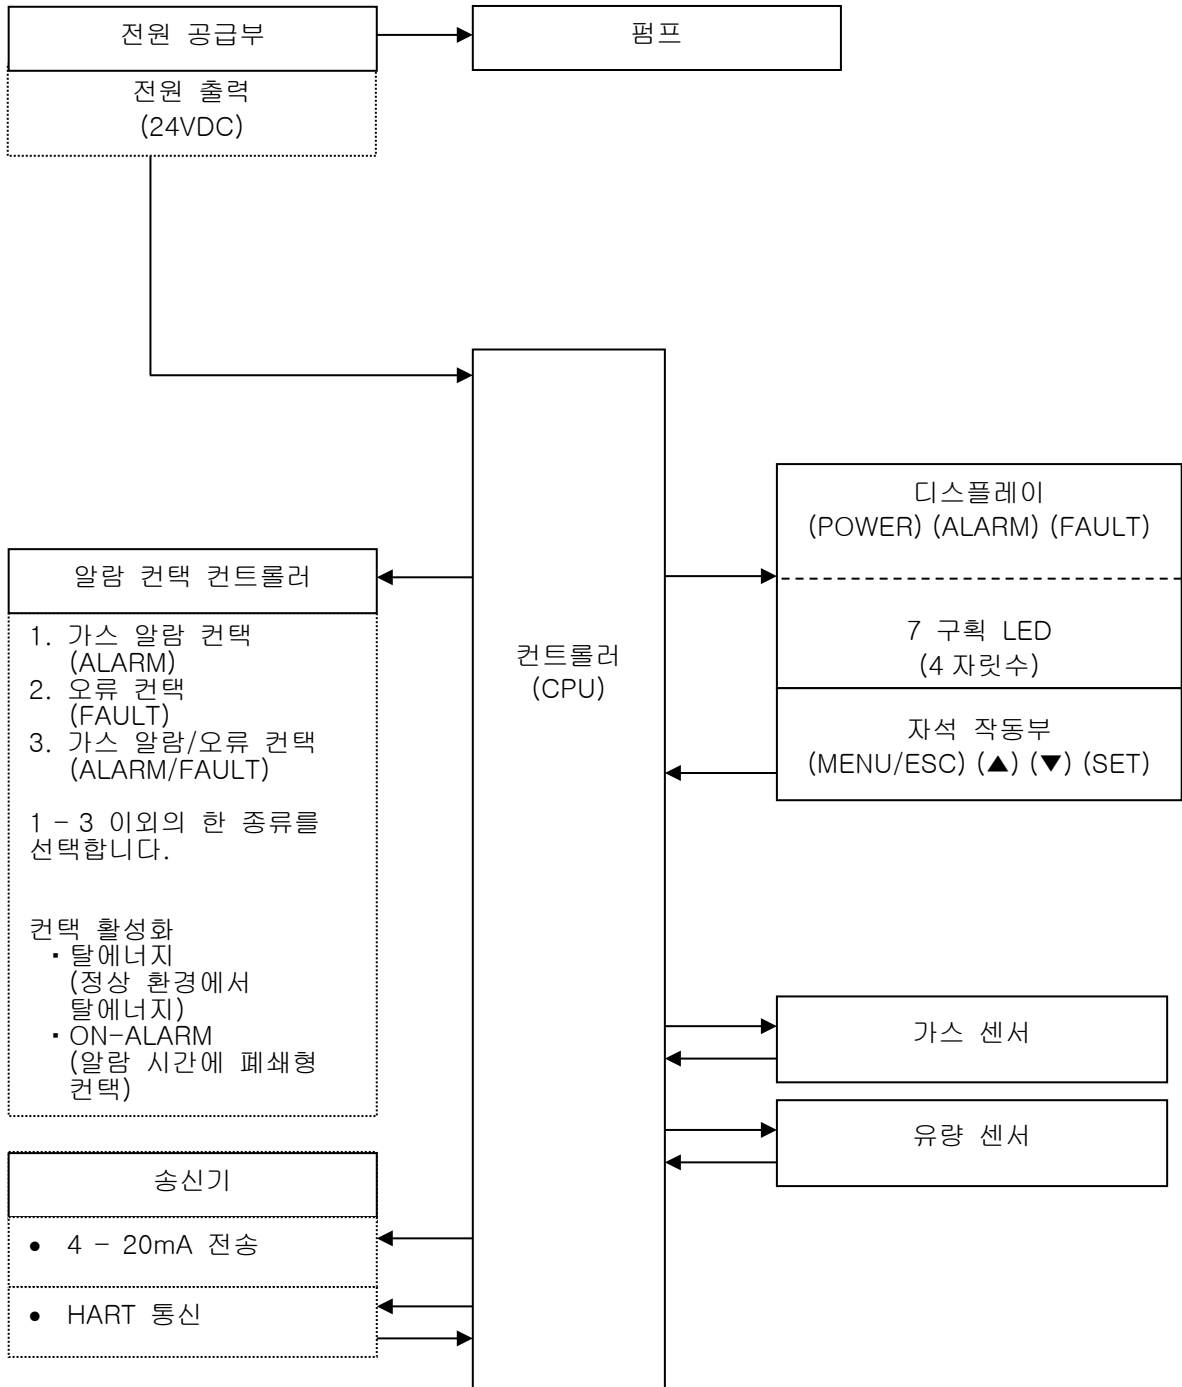 전원 공급부
펌프
전원 출력
(24VDC)
디스플레이
(POWER) (ALARM) (FAULT)
7 구획 LED
(4 자릿수)
자석 작동부
(MENU/ESC) (▲) (▼) (SET)
알람 컨택 컨트롤러
1. 가스 알람 컨택
(ALARM)
2. 오류 컨택
(FAULT)
3. 가스 알람/오류 컨택
(ALARM/FAULT)
1 – 3 이외의 한 종류를
선택합니다.
컨택 활성화
・탈에너지
(정상 환경에서
탈에너지)
・ON-ALARM
(알람 시간에 폐쇄형
컨택)
컨트롤러
(CPU)
가스 센서
유량 센서
송신기
• 4 – 20mA 전송
• HART 통신